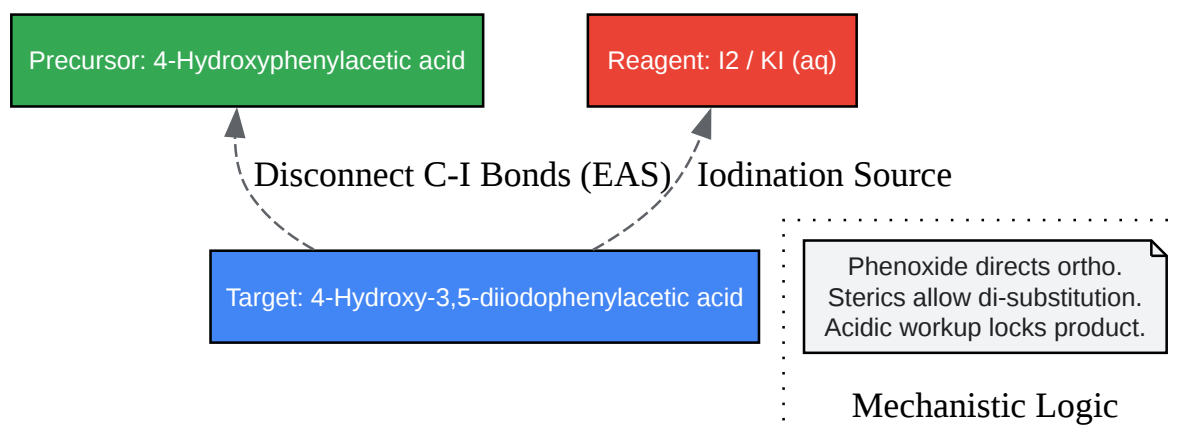 Precursor: 4-Hydroxyphenylacetic acid
Reagent: I2 / KI (aq)
Disconnect C-I Bonds (EAS)
Iodination Source
Target: 4-Hydroxy-3,5-diiodophenylacetic acid
Phenoxide directs ortho.
Sterics allow di-substitution.
Acidic workup locks product.
Mechanistic Logic